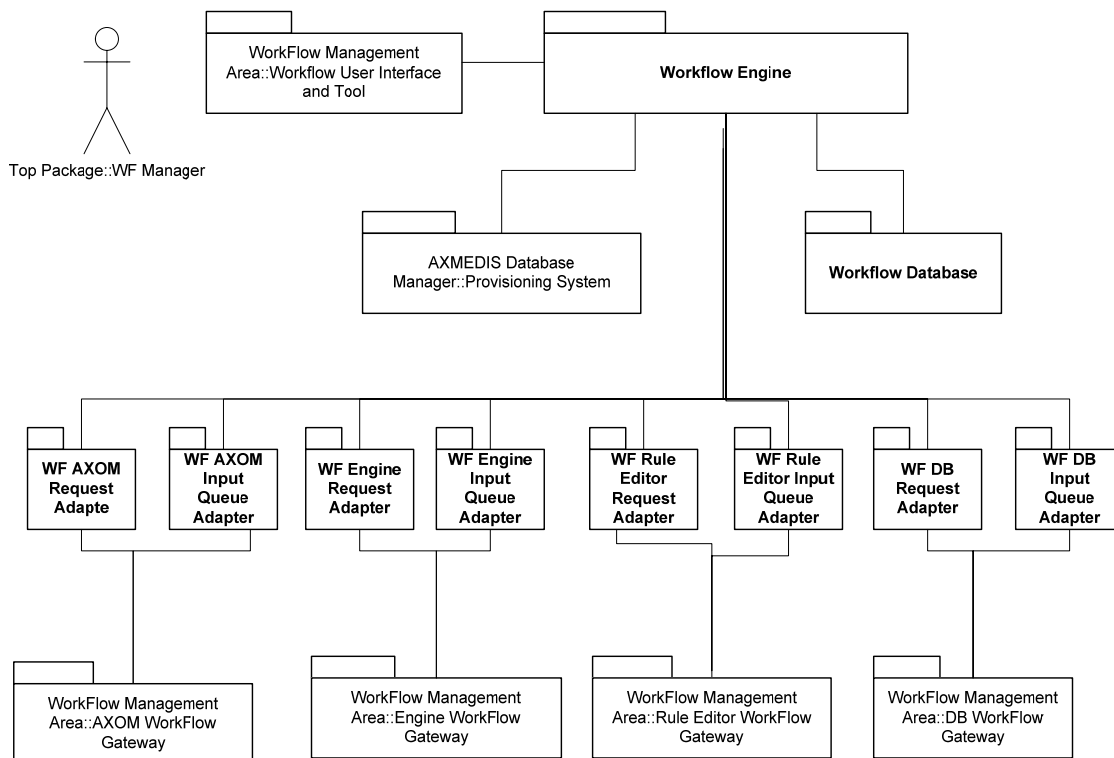 WorkFlow Management
Area::Workflow User Interface
and Tool
Workflow Engine
Top Package::WF Manager
AXMEDIS Database
Manager::Provisioning System
Workflow Database
WF AXOM
Request
Adapte
WF AXOM
Input
Queue
Adapter
WF Engine
Request
Adapter
WF Engine
Input
Queue
Adapter
WF Rule
Editor
Request
Adapter
WF Rule
Editor Input
Queue
Adapter
WF DB
Request
Adapter
WF DB
Input
Queue
Adapter
WorkFlow Management
Area::AXOM WorkFlow
Gateway
WorkFlow Management
Area::Engine WorkFlow
Gateway
WorkFlow Management
Area::Rule Editor WorkFlow
Gateway
WorkFlow Management
Area::DB WorkFlow
Gateway